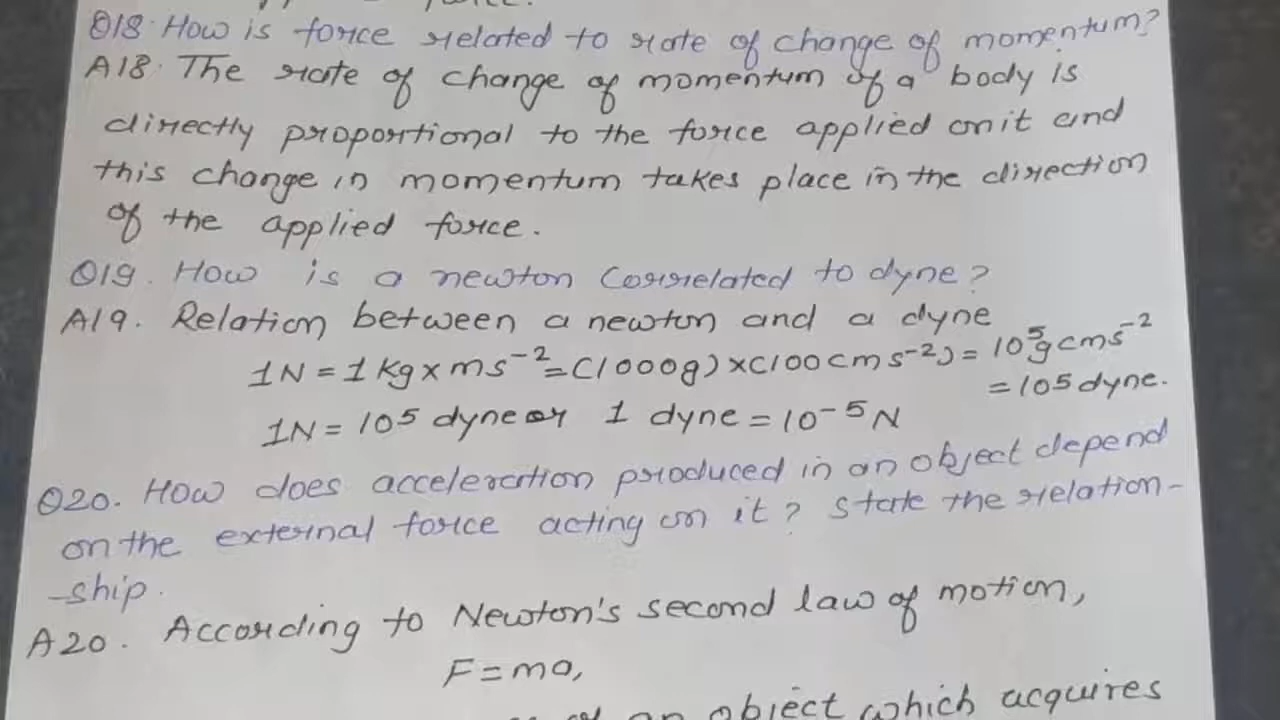 Q18. How is force related to rate of change of momentum?
A18. The rate of change of momentum of a body is
directly proportional to the force applied on it and
this change in momentum takes place in the direction
of the applied force.
Q19. How is a newton correlated to dyne?
A19. Relation between a newton and a dyne
1N = 1 Kg x ms⁻² = (1000g) x (100 cm s⁻²) = 10⁵ g cms⁻²
= 10⁵ dyne.
1N = 10⁵ dyne or 1 dyne = 10⁻⁵ N
Q20. How does acceleration produced in an object depend
on the external force acting on it? State the relation-
-ship.
A20. According to Newton's second law of motion,
F = ma,
an object which acquires